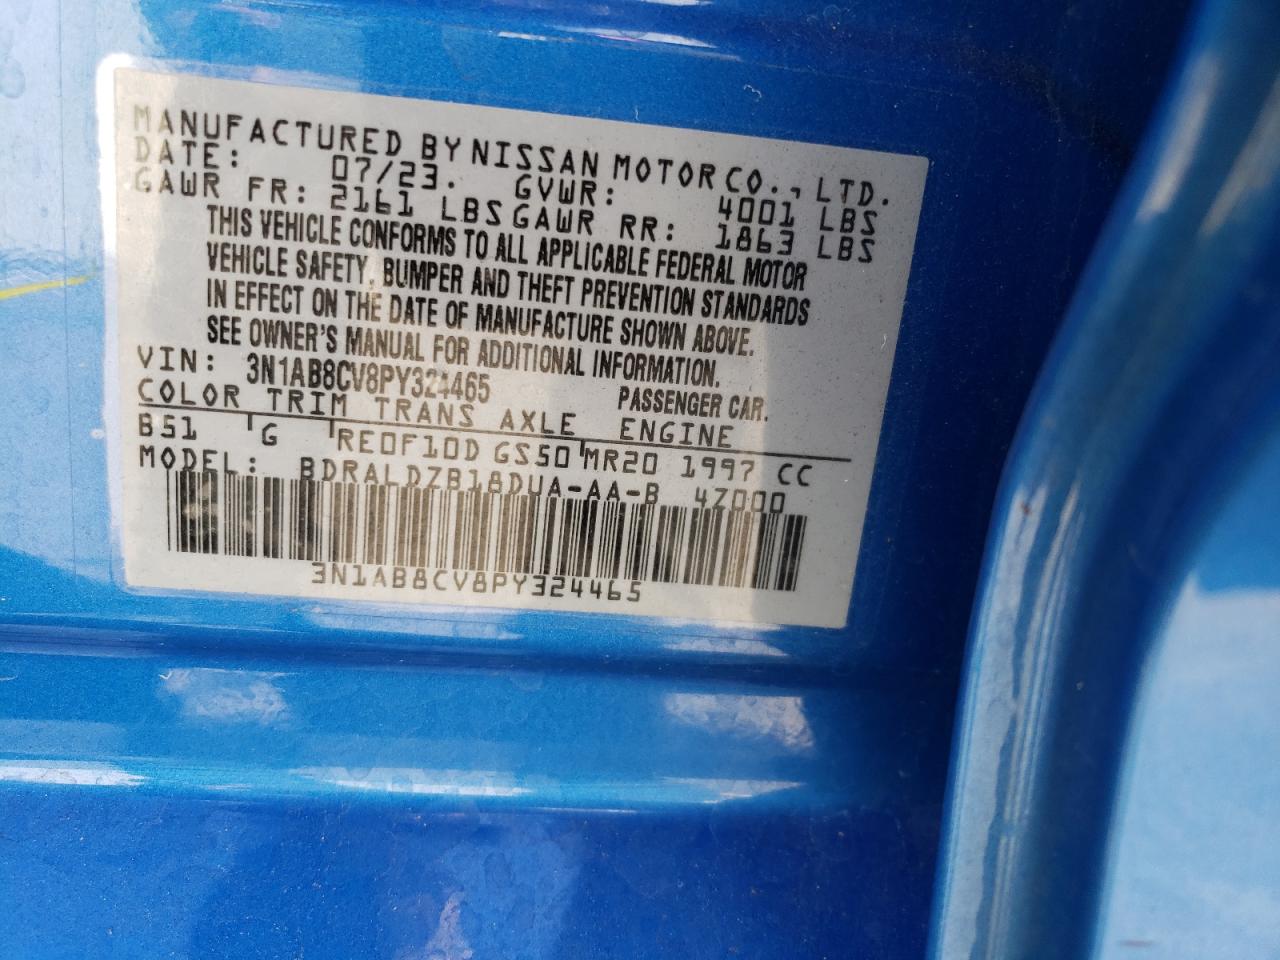 MANUFACTURED BY NISSAN MOTOR CO., LTD.
DATE: 07/23. GVWR: 4001 LBS
GAWR FR: 2161 LBS GAWR RR: 1863 LBS
THIS VEHICLE CONFORMS TO ALL APPLICABLE FEDERAL MOTOR
VEHICLE SAFETY, BUMPER AND THEFT PREVENTION STANDARDS
IN EFFECT ON THE DATE OF MANUFACTURE SHOWN ABOVE.
SEE OWNER'S MANUAL FOR ADDITIONAL INFORMATION.
VIN: 3N1AB8CV8PY324465 PASSENGER CAR.
COLOR TRIM TRANS AXLE ENGINE
B51 G RE0F10D GS50 MR20 1997 CC
MODEL: BDRALDZB18DUA-AA-B 4Z000
3N1AB8CV8PY324465